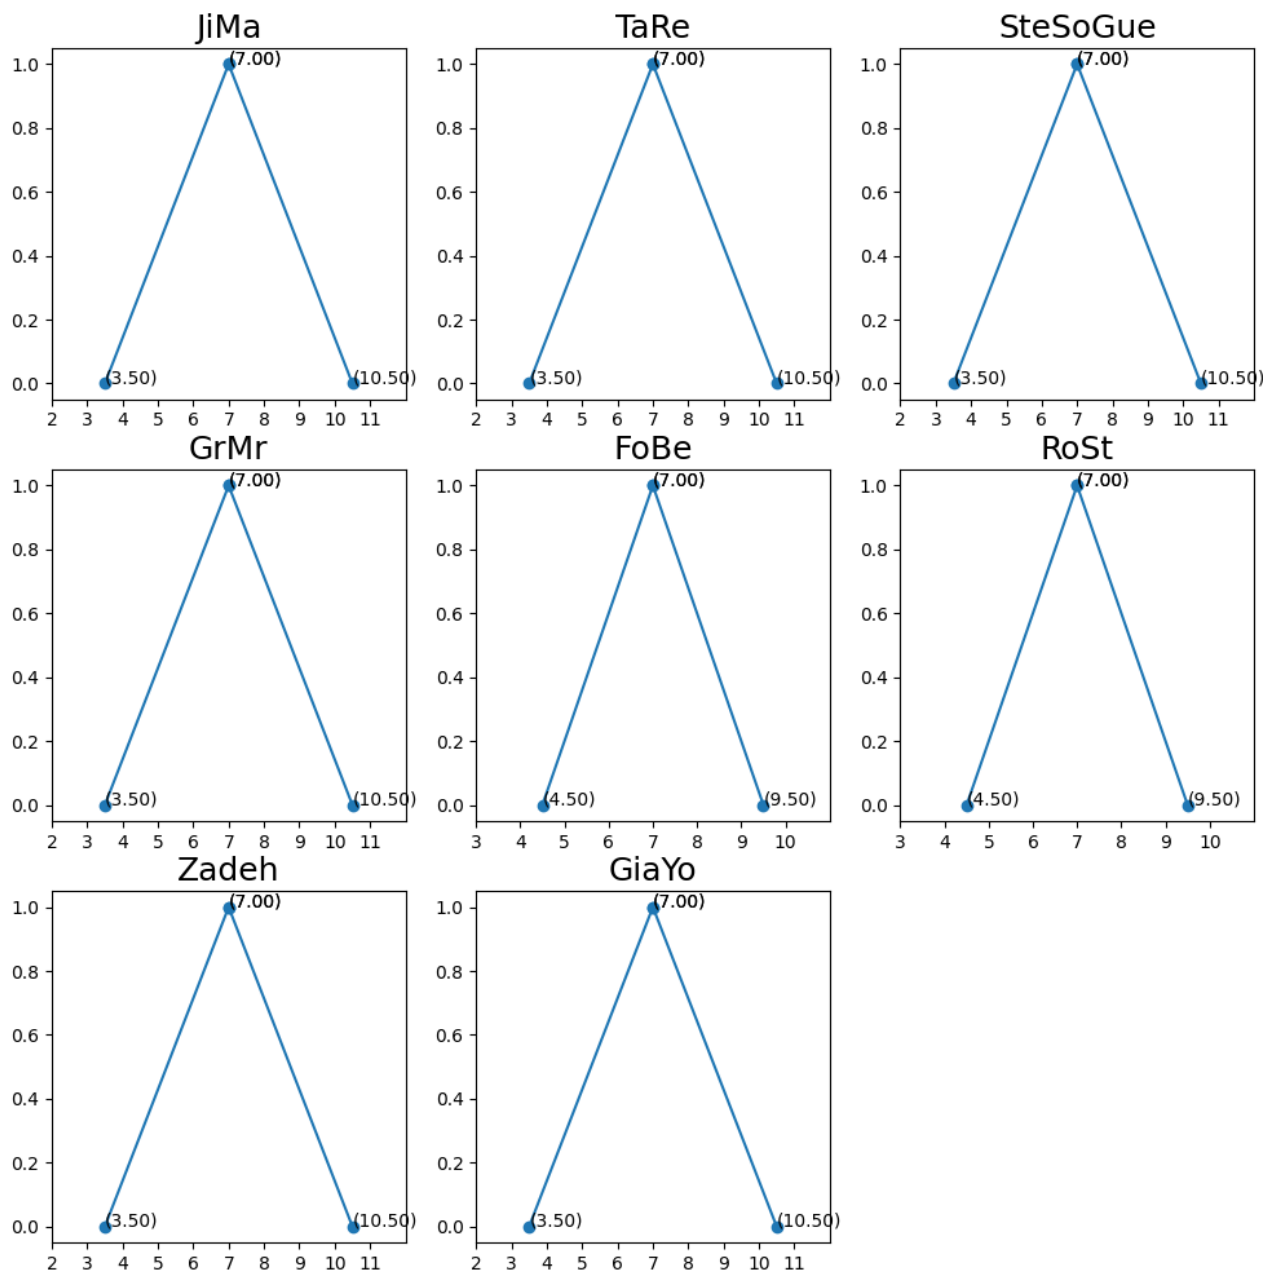 JiMa TaRe SteSoGue
1.0 (7.00) 1.0 (7.00) 1.0 (7.00)
0.8 0.8 0.8
0.6 0.6 0.6
0.4 0.4 0.4
0.2 0.2 0.2
0.0 (3.50) (10.50) 0.0 (3.50) (10.50) 0.0 (3.50) (10.50)
2 3 4 5 6 7 8 9 10 11 2 3 4 5 6 7 8 9 10 11 2 3 4 5 6 7 8 9 10 11
GrMr FoBe RoSt
1.0 (7.00) 1.0 (7.00) 1.0 (7.00)
0.8 0.8 0.8
0.6 0.6 0.6
0.4 0.4 0.4
0.2 0.2 0.2
0.0 (3.50) (10.50) 0.0 (4.50) (9.50) 0.0 (4.50) (9.50)
2 3 4 5 6 7 8 9 10 11 3 4 5 6 7 8 9 10 3 4 5 6 7 8 9 10
Zadeh GiaYo
1.0 (7.00) 1.0 (7.00)
0.8 0.8
0.6 0.6
0.4 0.4
0.2 0.2
0.0 (3.50) (10.50) 0.0 (3.50) (10.50)
2 3 4 5 6 7 8 9 10 11 2 3 4 5 6 7 8 9 10 11